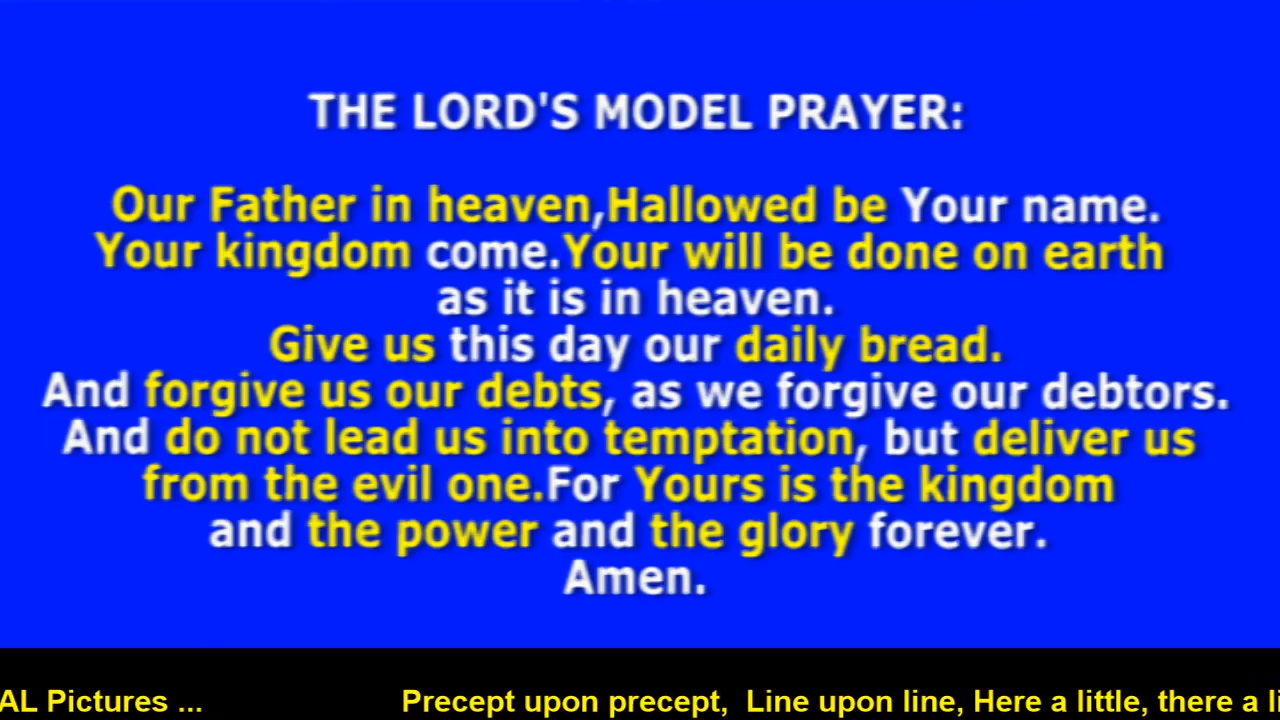 THE LORD'S MODEL PRAYER:
Our Father in heaven,Hallowed be Your name.
Your kingdom come.Your will be done on earth
as it is in heaven.
Give us this day our daily bread.
And forgive us our debts, as we forgive our debtors.
And do not lead us into temptation, but deliver us
from the evil one.For Yours is the kingdom
and the power and the glory forever.
Amen.
AL Pictures ... Precept upon precept, Line upon line, Here a little, there a